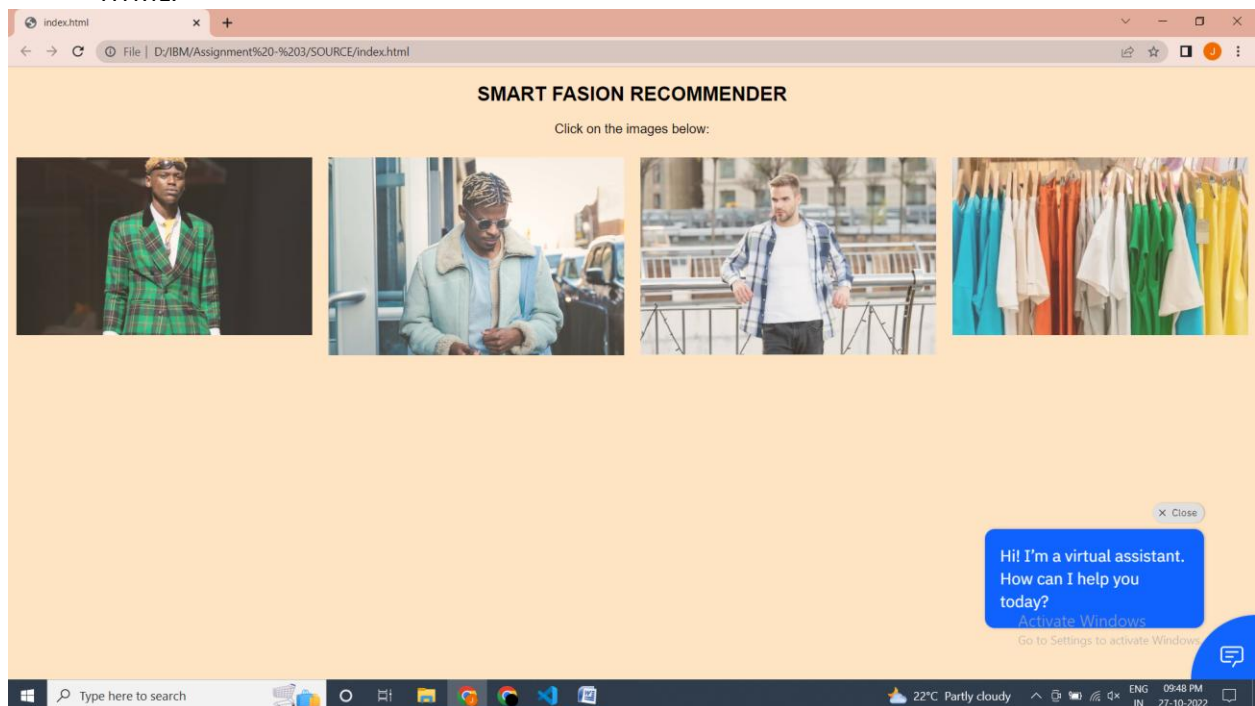 index.html
File | D:/IBM/Assignment%20-%203/SOURCE/index.html
J
SMART FASION RECOMMENDER
Click on the images below:
Close
Hi! I'm a virtual assistant.
How can I help you
today?
Activate Windows
Go to Settings to activate Windows.
Type here to search
22°C Partly cloudy
ENG
IN
09:48 PM
27-10-2022